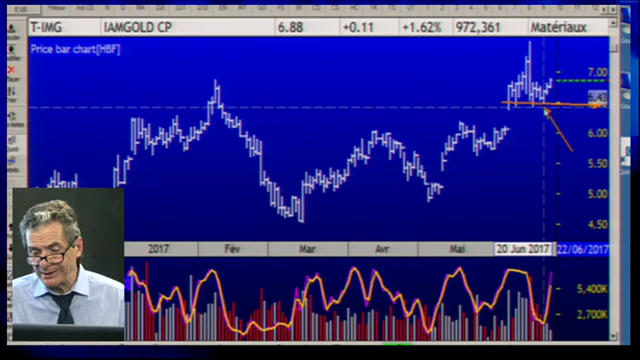 T-IMG IAMGOLD CP 6.88 +0.11 +1.62% 972,361 Matériaux
Price bar chart[HBF]
7.00
6.00
5.50
5.00
4.50
2017 Fév Mar Avr Mai 20 Jun 2017 22/06/2017
5,400K
2,700K